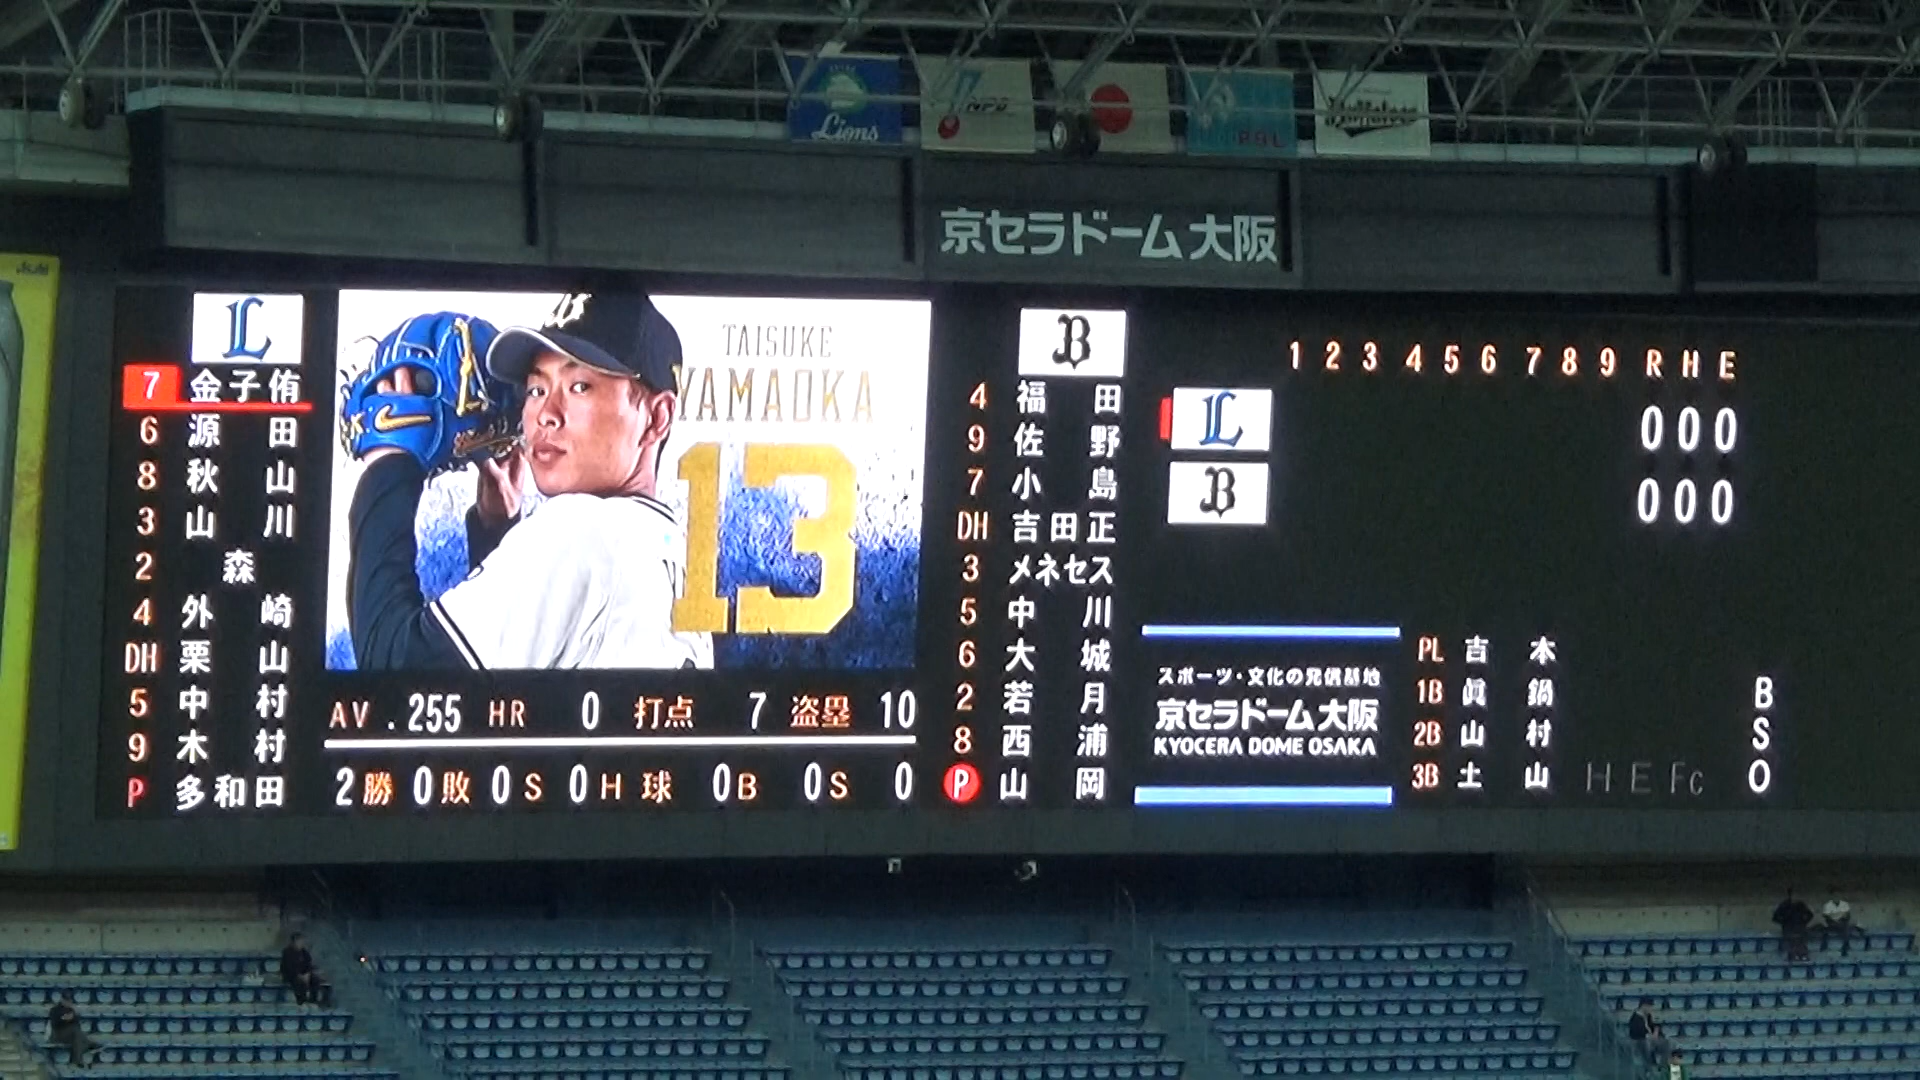 Lions
NPB
Buffaloes
京セラドーム大阪
Asahi
L
7 金子侑
6 源田
8 秋山
3 山川
2 森
4 外崎
DH 栗山
5 中村
9 木村
P 多和田
TAISUKE
YAMAOKA
13
AV .255 HR 0 打点 7 盗塁 10
2勝 0敗 0S 0H 球 0B 0S 0
B
4 福田
9 佐野
7 小島
DH 吉田正
3 メネセス
5 中川
6 大城
2 若月
8 西浦
P 山岡
1 2 3 4 5 6 7 8 9 R H E
L 0 0 0
B 0 0 0
スポーツ・文化の発信基地
京セラドーム大阪
KYOCERA DOME OSAKA
PL 吉本
1B 眞鍋
2B 山村
3B 土山
H E Fc
B
S
O